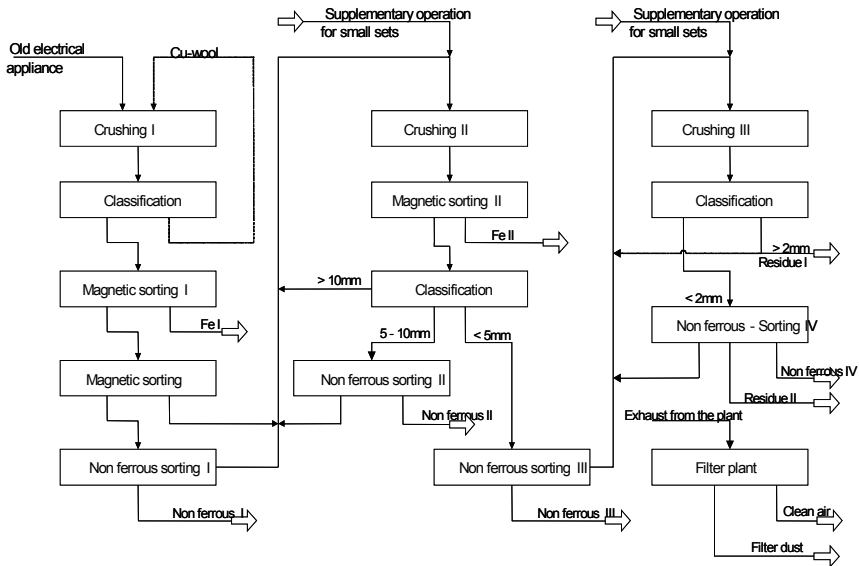 Supplementary operation
for small sets
Supplementary operation
for small sets
Old electrical
appliance
Cu-wool
Crushing I
Crushing II
Crushing III
Classification
Magnetic sorting II
Classification
Fe II
> 2mm
Residue I
Magnetic sorting I
> 10mm
Classification
< 2mm
Fe I
5 - 10mm
< 5mm
Non ferrous - Sorting IV
Magnetic sorting
Non ferrous sorting II
Non ferrous IV
Residue II
Non ferrous II
Exhaust from the plant
Non ferrous sorting I
Non ferrous sorting III
Filter plant
Non ferrous I
Non ferrous III
Clean air
Filter dust